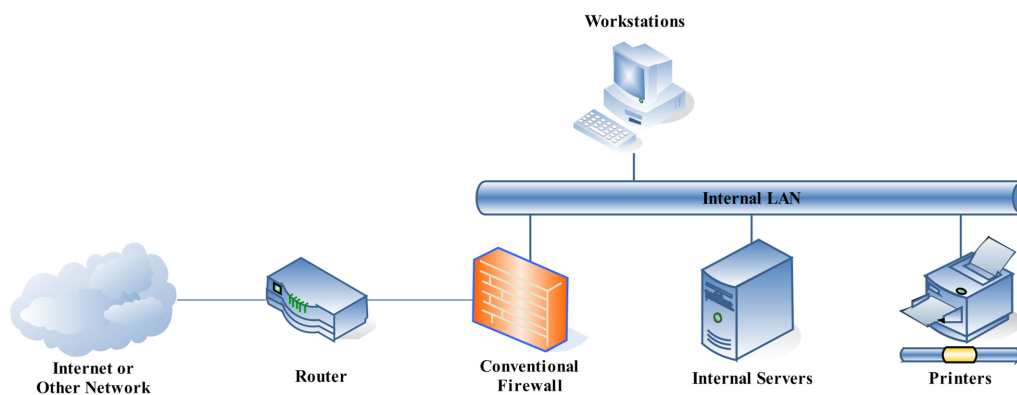 Workstations
Internal LAN
Internet or
Other Network
Router
Conventional
Firewall
Internal Servers
Printers